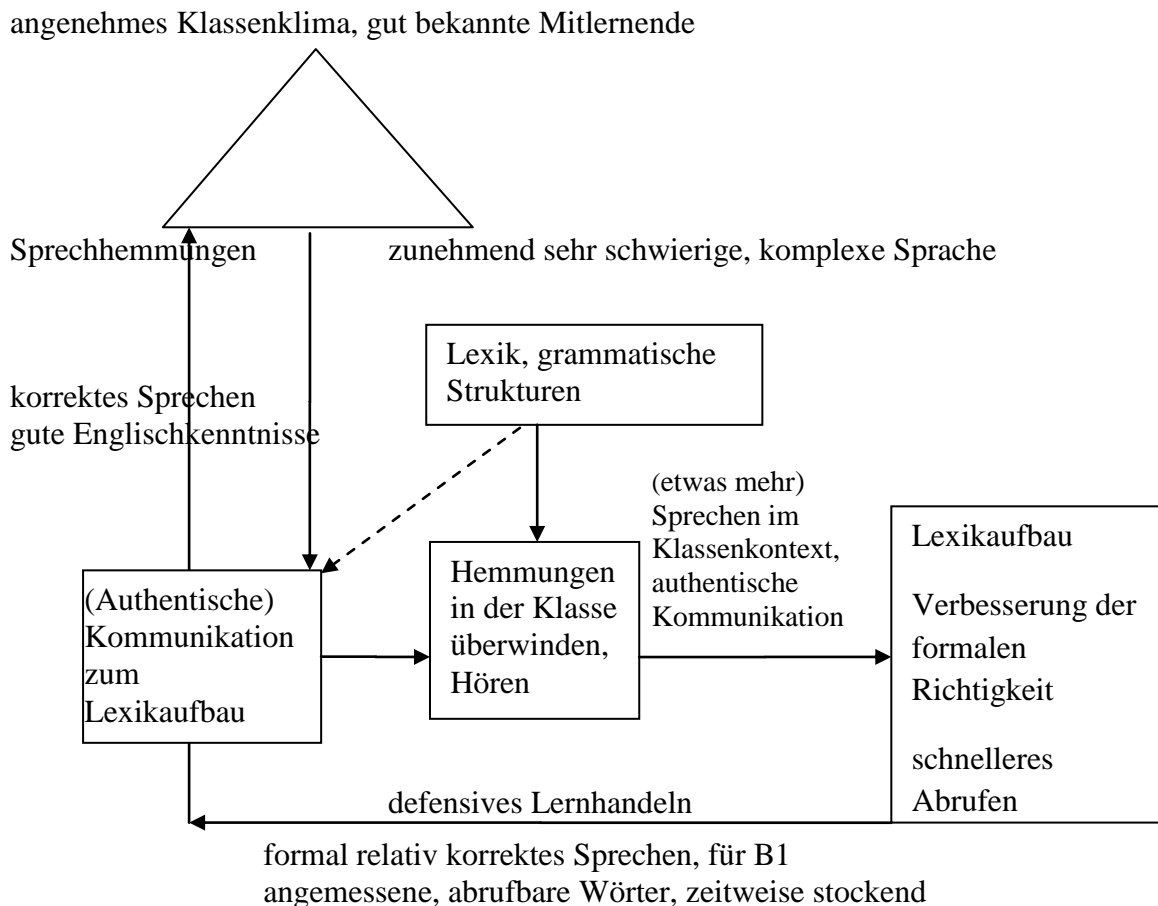 angenehmes Klassenklima, gut bekannte Mitlernende
Sprechhemmungen
zunehmend sehr schwierige, komplexe Sprache
Lexik, grammatische
Strukturen
korrektes Sprechen
gute Englischkenntnisse
(etwas mehr)
Sprechen im
Klassenkontext,
authentische
Kommunikation
(Authentische)
Kommunikation
zum
Lexikaufbau
Hemmungen
in der Klasse
überwinden,
Hören
Lexikaufbau
Verbesserung der
formalen
Richtigkeit
schnelleres
Abrufen
defensives Lernhandeln
formal relativ korrektes Sprechen, für B1
angemessene, abrufbare Wörter, zeitweise stockend